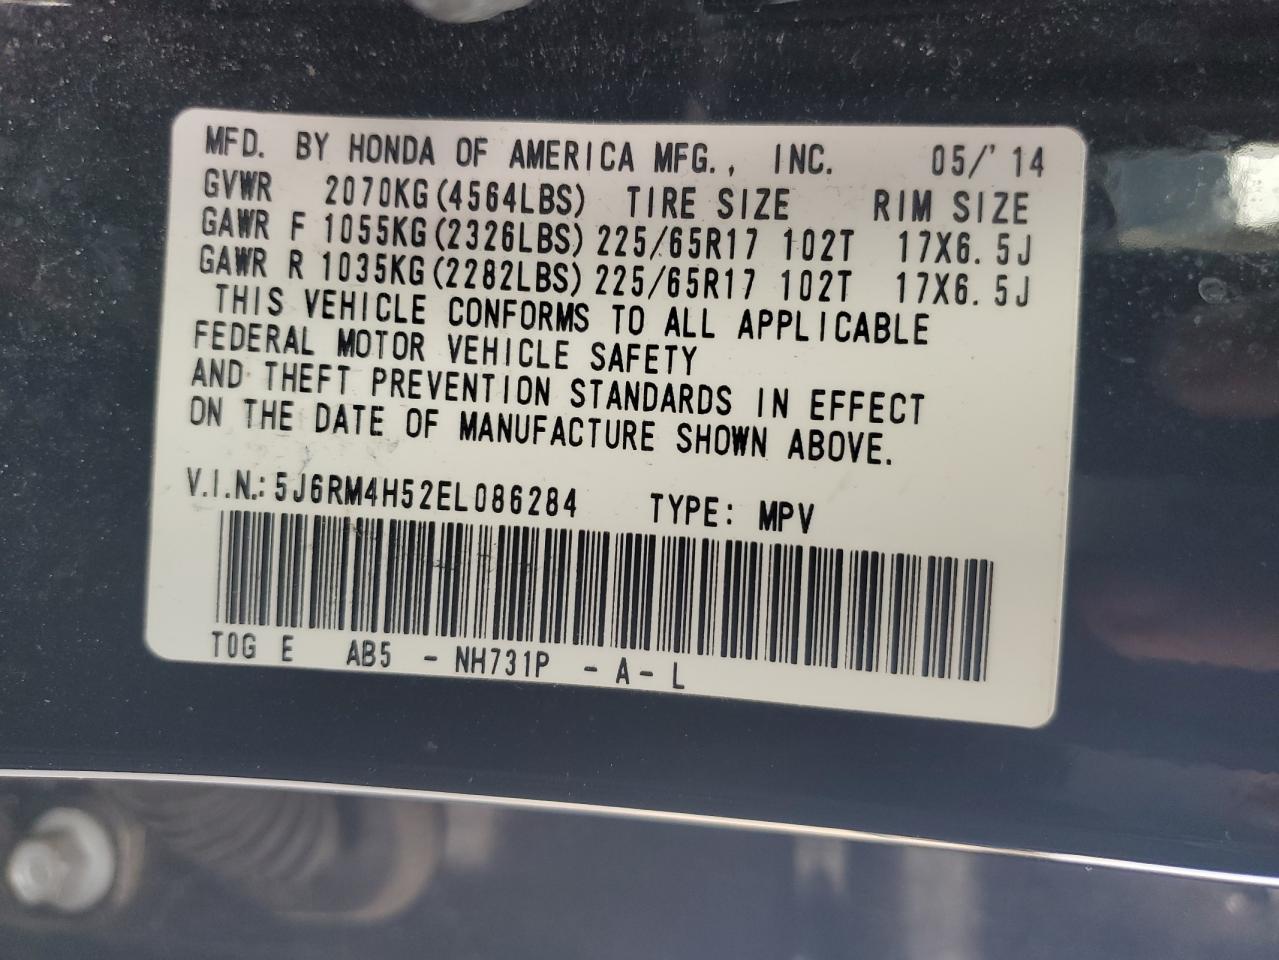 MFD. BY HONDA OF AMERICA MFG., INC. 05/'14
GVWR 2070KG(4564LBS) TIRE SIZE RIM SIZE
GAWR F 1055KG(2326LBS) 225/65R17 102T 17X6.5J
GAWR R 1035KG(2282LBS) 225/65R17 102T 17X6.5J
THIS VEHICLE CONFORMS TO ALL APPLICABLE
FEDERAL MOTOR VEHICLE SAFETY
AND THEFT PREVENTION STANDARDS IN EFFECT
ON THE DATE OF MANUFACTURE SHOWN ABOVE.
V.I.N.: 5J6RM4H52EL086284 TYPE: MPV
T0G E AB5 - NH731P - A - L